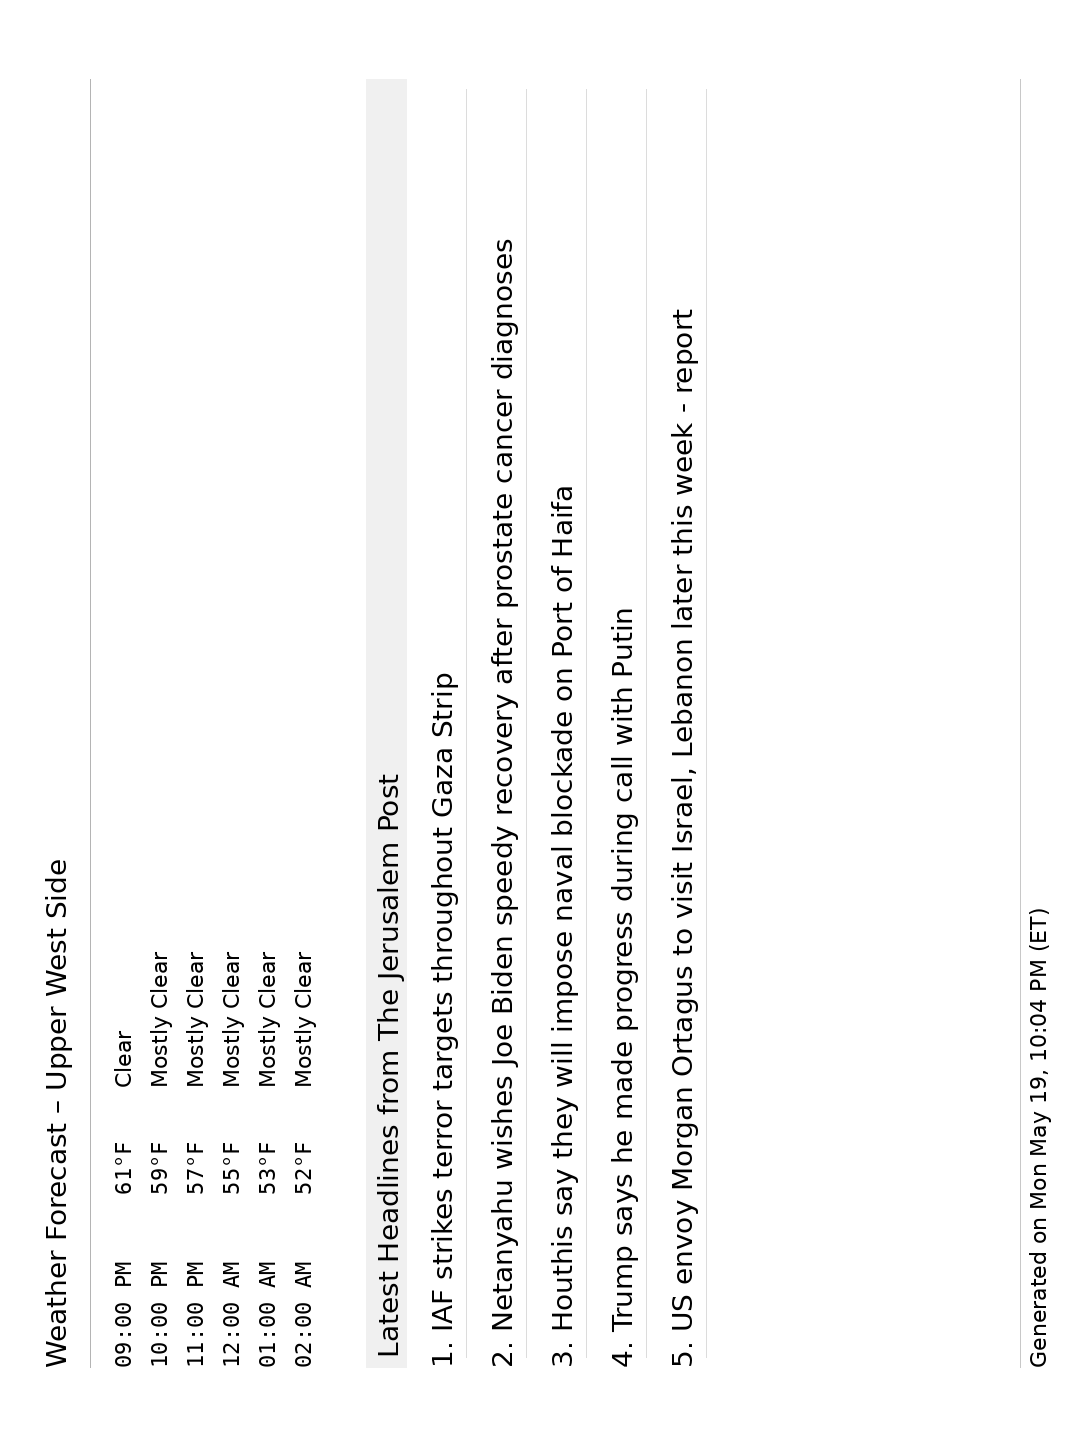 Weather Forecast – Upper West Side
09:00 PM 61°F Clear
10:00 PM 59°F Mostly Clear
11:00 PM 57°F Mostly Clear
12:00 AM 55°F Mostly Clear
01:00 AM 53°F Mostly Clear
02:00 AM 52°F Mostly Clear
Latest Headlines from The Jerusalem Post
1. IAF strikes terror targets throughout Gaza Strip
2. Netanyahu wishes Joe Biden speedy recovery after prostate cancer diagnoses
3. Houthis say they will impose naval blockade on Port of Haifa
4. Trump says he made progress during call with Putin
5. US envoy Morgan Ortagus to visit Israel, Lebanon later this week - report
Generated on Mon May 19, 10:04 PM (ET)